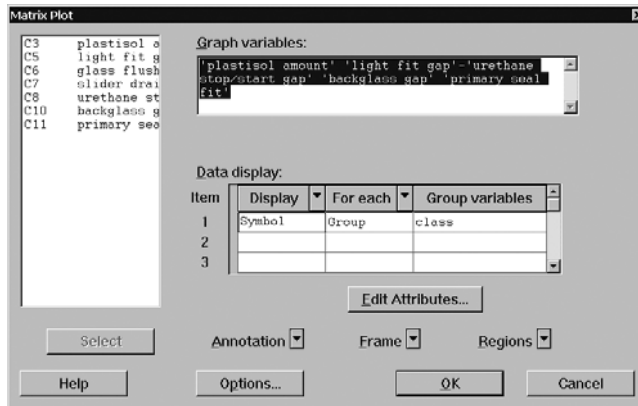 Matrix Plot
C3 plastisol a
C5 light fit g
C6 glass flush
C7 slider drai
C8 urethane st
C10 backglass g
C11 primary sea
Graph variables:
'plastisol amount' 'light fit gap'-'urethane
stop/start gap' 'backglass gap' 'primary seal
fit'
Data display:
Item Display For each Group variables
1 Symbol Group class
2
3
Edit Attributes...
Select
Annotation Frame Regions
Help Options... OK Cancel